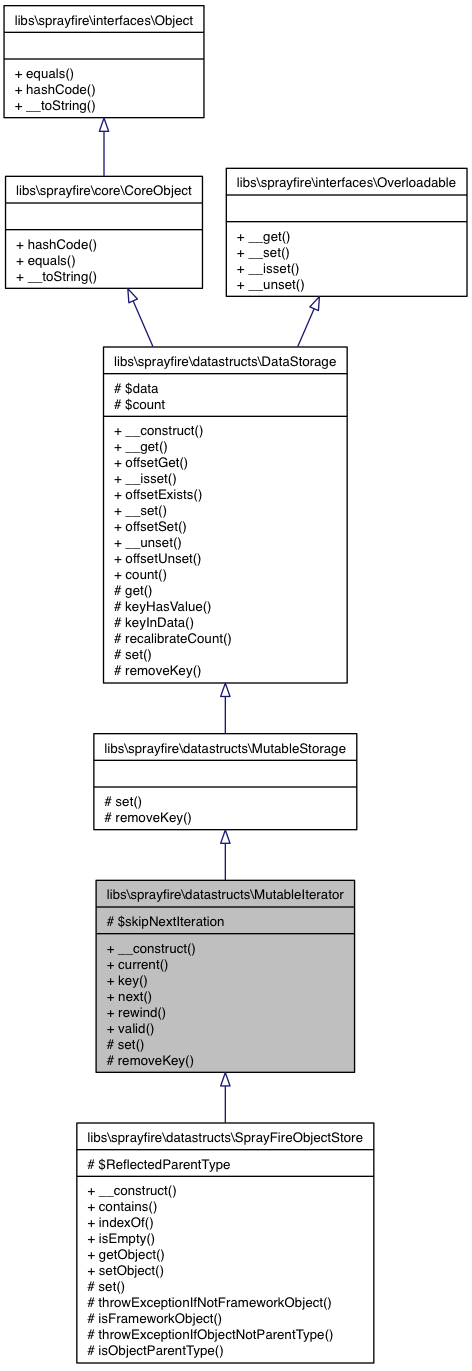 libs\sprayfire\interfaces\Object
+ equals()
+ hashCode()
+ __toString()
libs\sprayfire\core\CoreObject
+ hashCode()
+ equals()
+ __toString()
libs\sprayfire\interfaces\Overloadable
+ __get()
+ __set()
+ __isset()
+ __unset()
libs\sprayfire\datastructs\DataStorage
# $data
# $count
+ __construct()
+ __get()
+ offsetGet()
+ __isset()
+ offsetExists()
+ __set()
+ offsetSet()
+ __unset()
+ offsetUnset()
+ count()
# get()
# keyHasValue()
# keyInData()
# recalibrateCount()
# set()
# removeKey()
libs\sprayfire\datastructs\MutableStorage
# set()
# removeKey()
libs\sprayfire\datastructs\MutableIterator
# $skipNextIteration
+ __construct()
+ current()
+ key()
+ next()
+ rewind()
+ valid()
# set()
# removeKey()
libs\sprayfire\datastructs\SprayFireObjectStore
# $ReflectedParentType
+ __construct()
+ contains()
+ indexOf()
+ isEmpty()
+ getObject()
+ setObject()
# set()
# throwExceptionIfNotFrameworkObject()
# isFrameworkObject()
# throwExceptionIfObjectNotParentType()
# isObjectParentType()